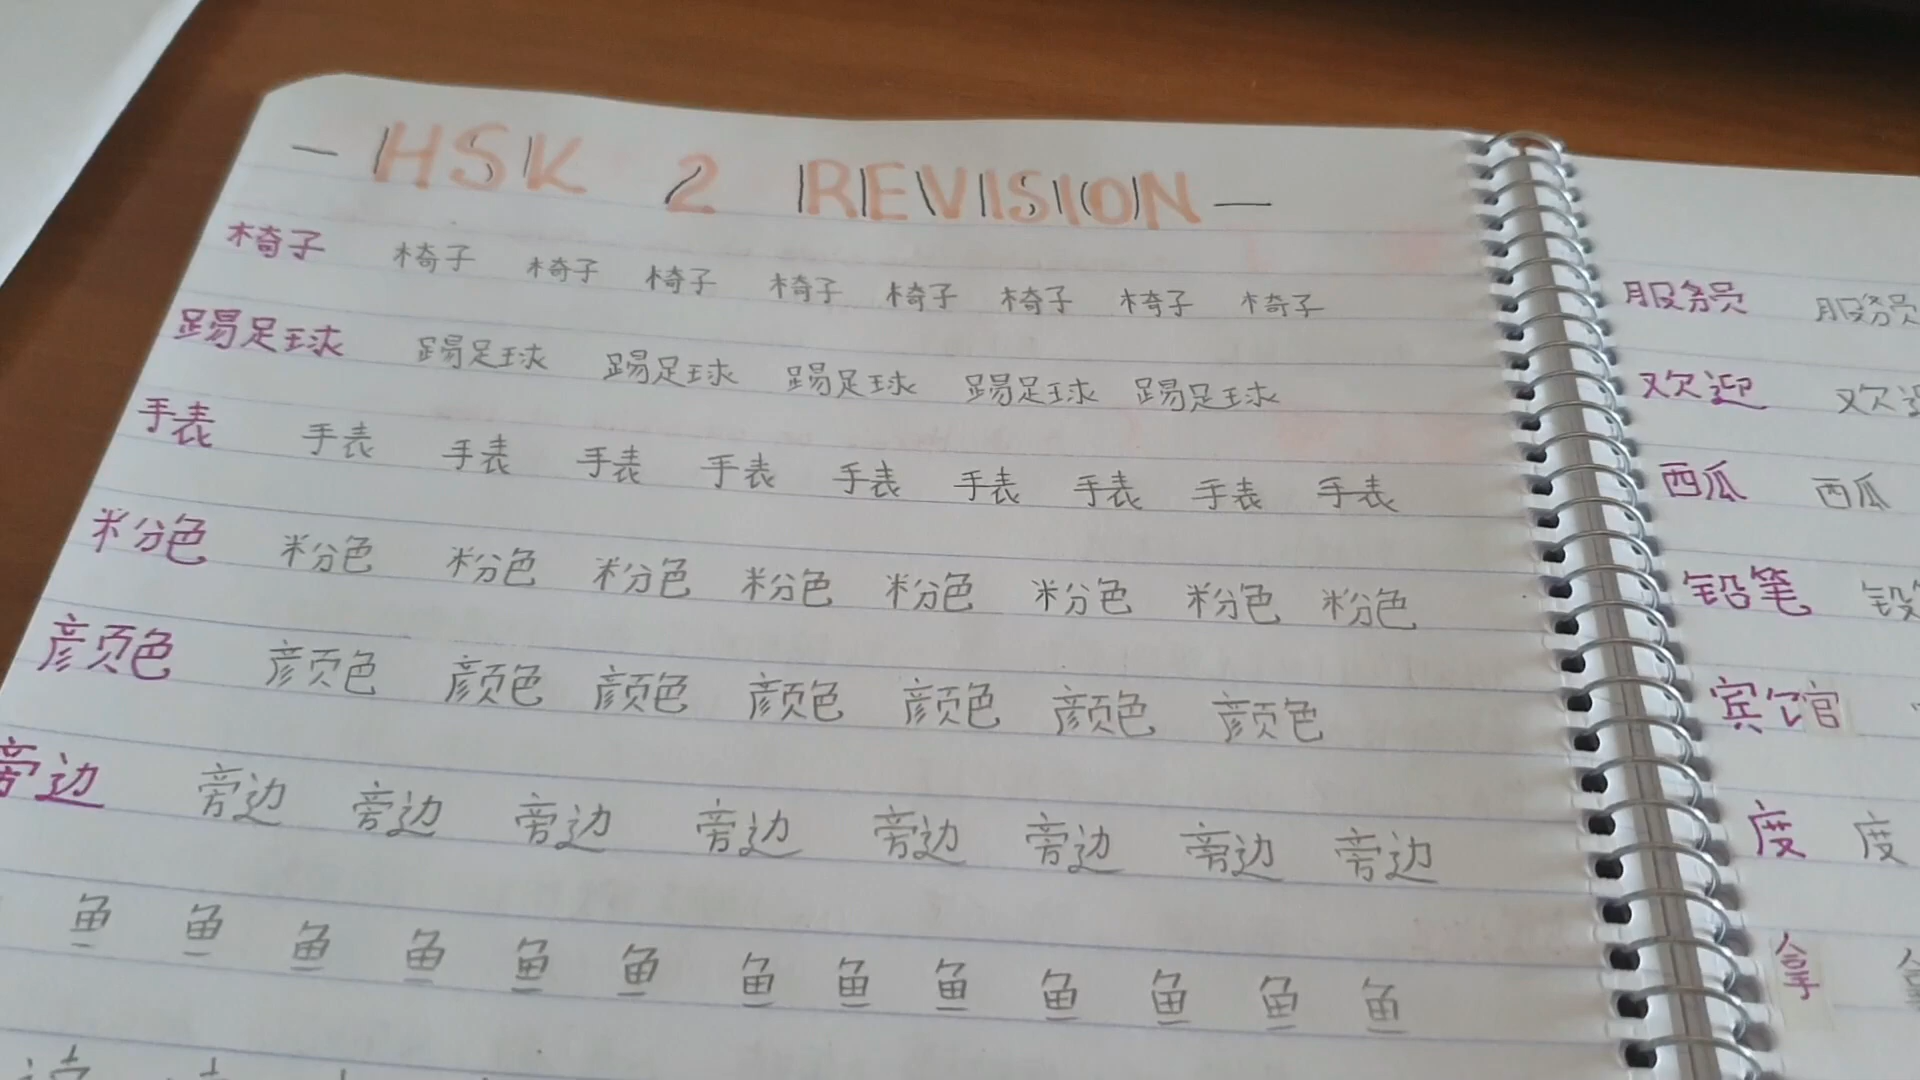 - HSK 2 REVISION -
椅子 椅子 椅子 椅子 椅子 椅子 椅子 椅子 椅子
踢足球 踢足球 踢足球 踢足球 踢足球 踢足球
手表 手表 手表 手表 手表 手表 手表 手表 手表 手表
粉分色 粉色 粉色 粉色 粉色 粉色 粉色 粉色 粉色
颜色 颜色 颜色 颜色 颜色 颜色 颜色 颜色
旁边 旁边 旁边 旁边 旁边 旁边 旁边 旁边 旁边
鱼 鱼 鱼 鱼 鱼 鱼 鱼 鱼 鱼 鱼 鱼 鱼 鱼
服务员 服务员
欢迎 欢
西瓜 西瓜
铅笔 铅
宾馆
度 度
拿